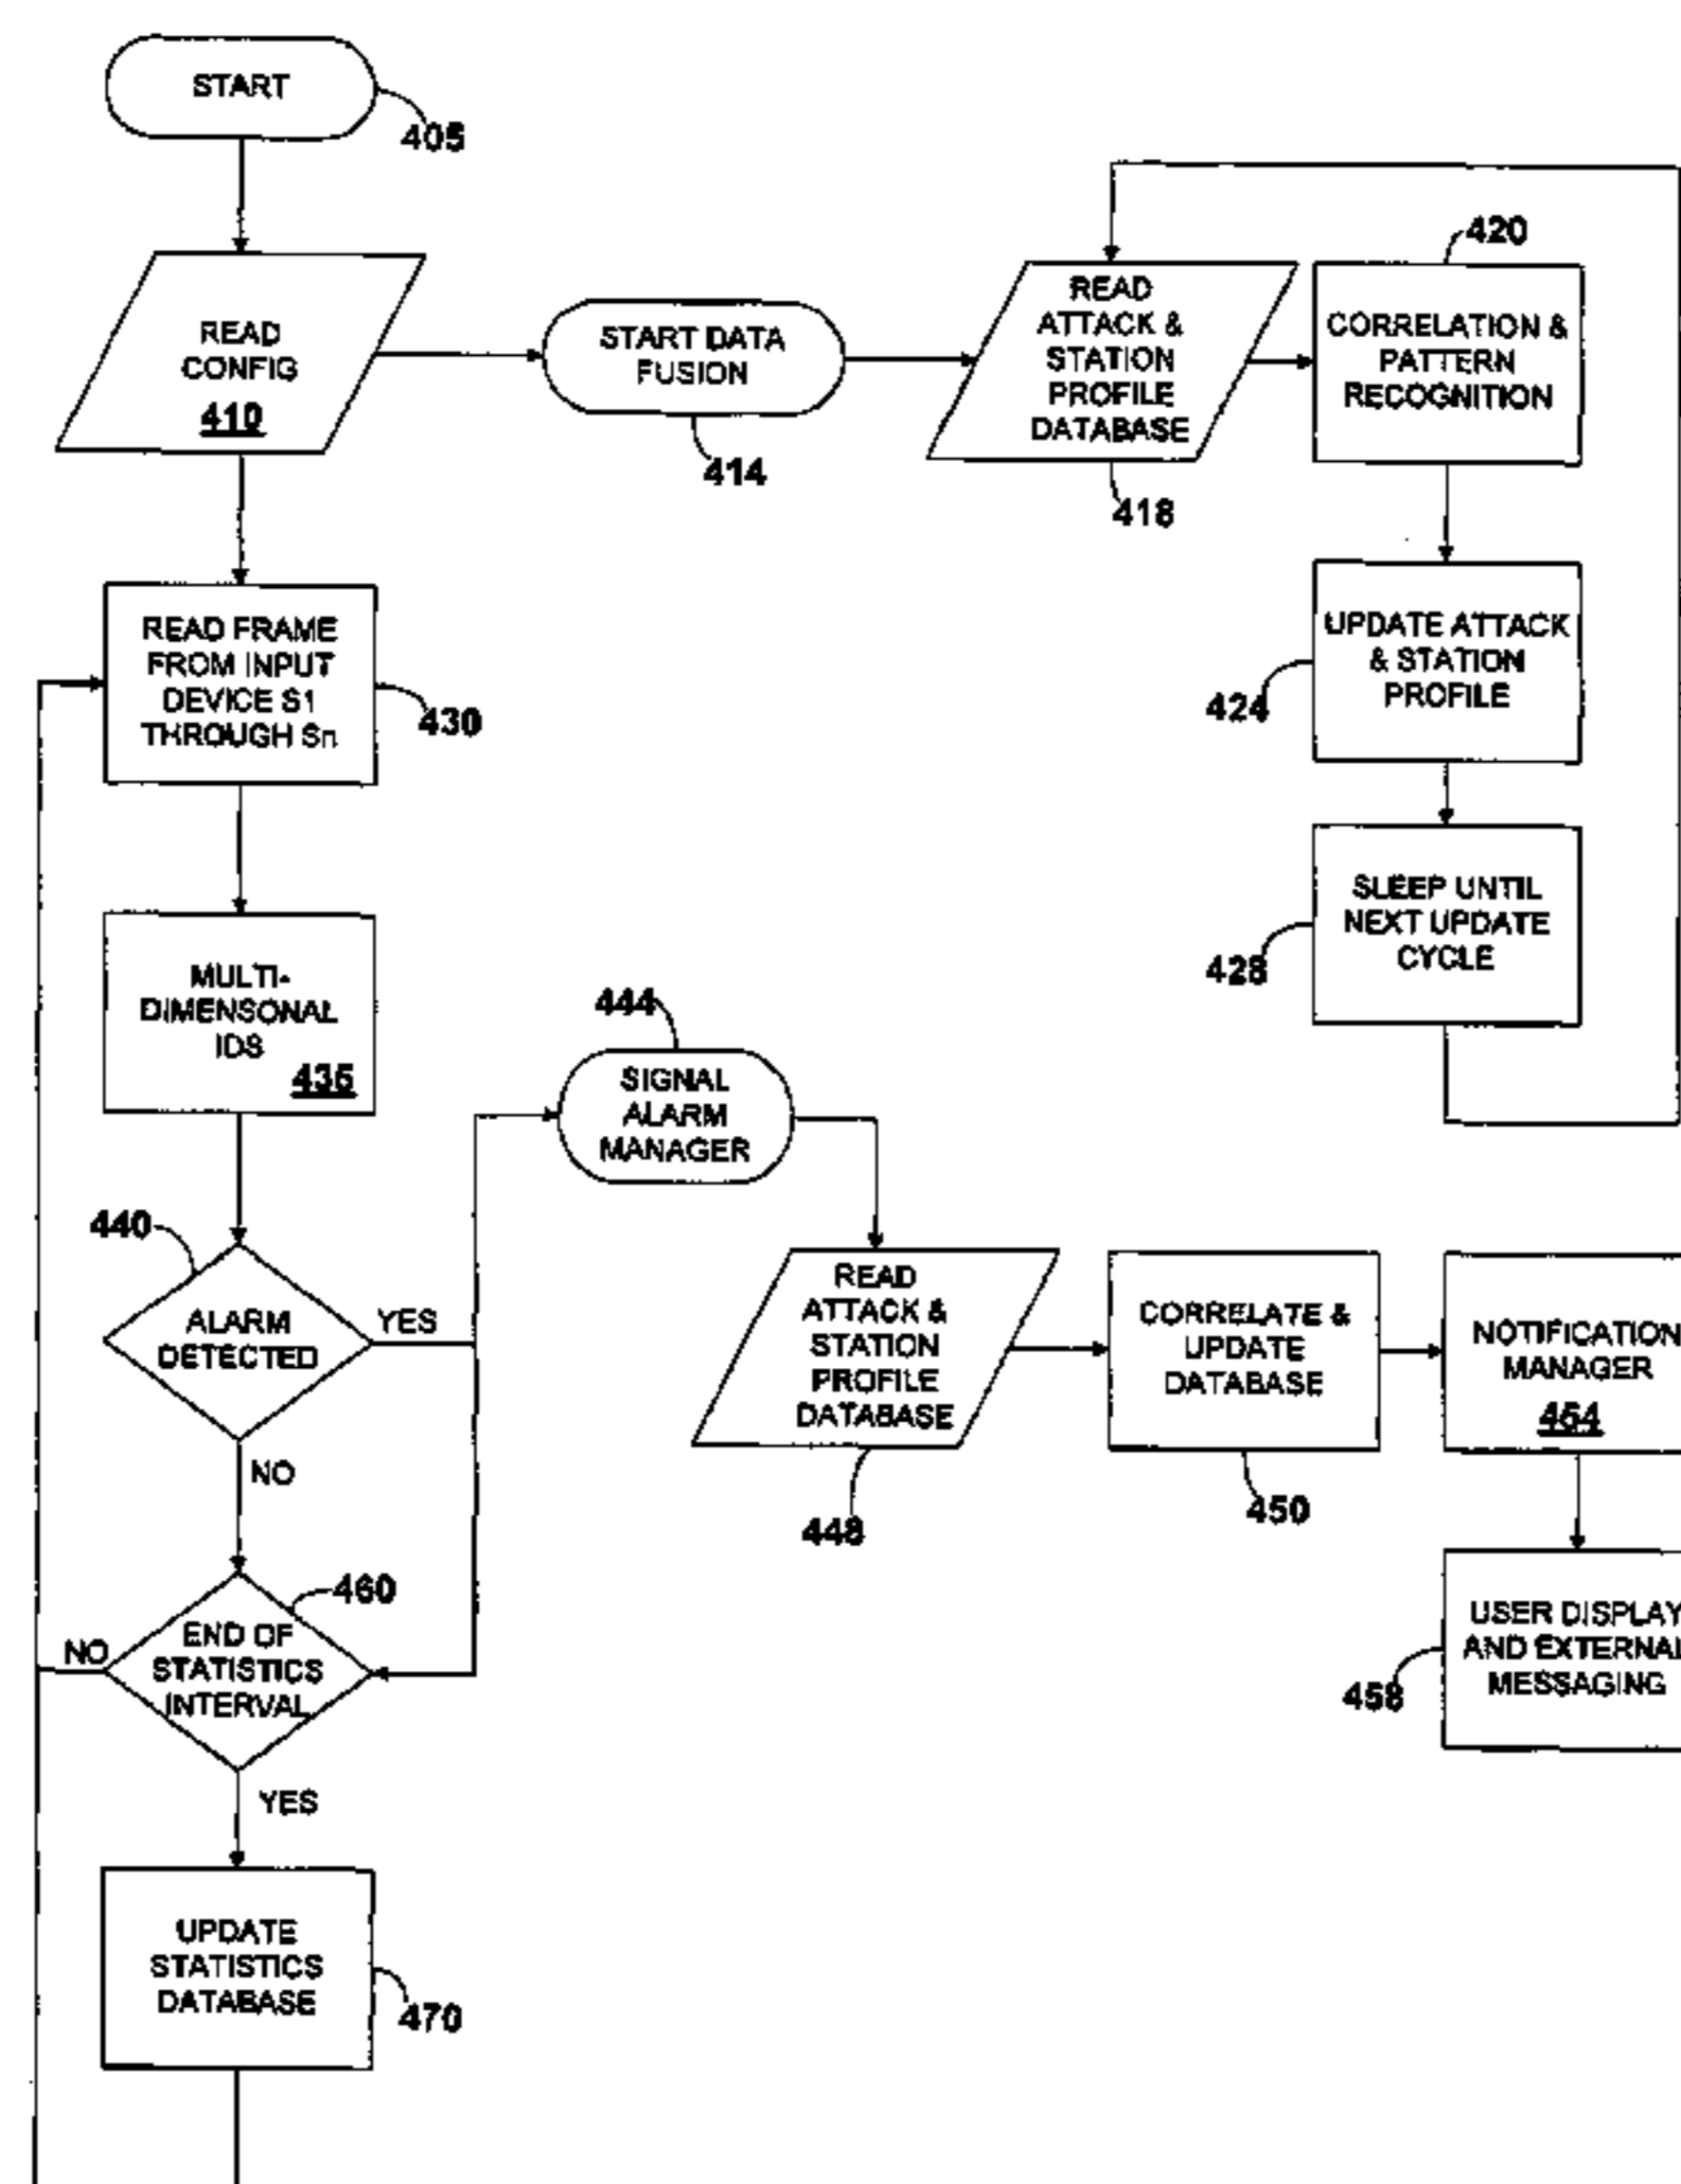 START
405
READ
CONFIG
410
START DATA
FUSION
414
READ
ATTACK &
STATION
PROFILE
DATABASE
418
420
CORRELATION &
PATTERN
RECOGNITION
UPDATE ATTACK
& STATION
PROFILE
424
SLEEP UNTIL
NEXT UPDATE
CYCLE
428
READ FRAME
FROM INPUT
DEVICE S1
THROUGH Sn
430
MULTI-
DIMENSONAL
IDS
435
440
ALARM
DETECTED
YES
NO
444
SIGNAL
ALARM
MANAGER
READ
ATTACK &
STATION
PROFILE
DATABASE
448
CORRELATE &
UPDATE
DATABASE
450
NOTIFICATION
MANAGER
454
USER DISPLAY
AND EXTERNAL
MESSAGING
458
460
END OF
STATISTICS
INTERVAL
NO
YES
UPDATE
STATISTICS
DATABASE
470